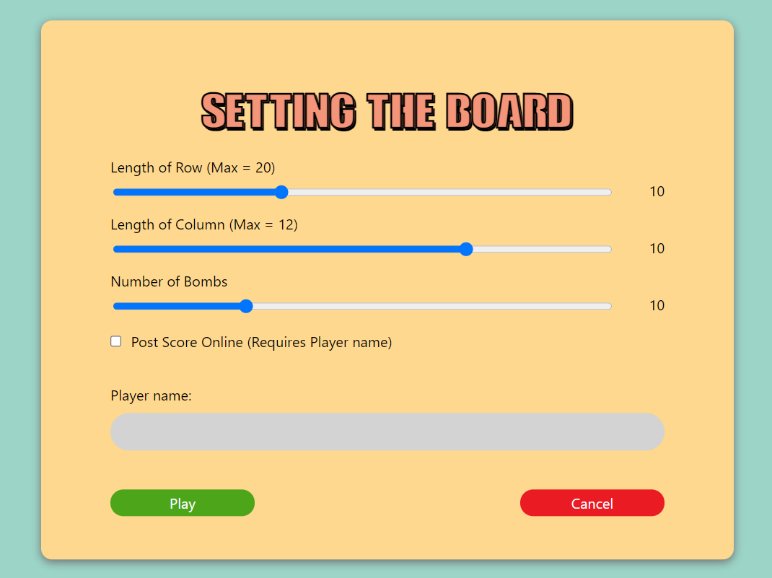 SETTING THE BOARD
Length of Row (Max = 20)
10
Length of Column (Max = 12)
10
Number of Bombs
10
Post Score Online (Requires Player name)
Player name:
Play
Cancel